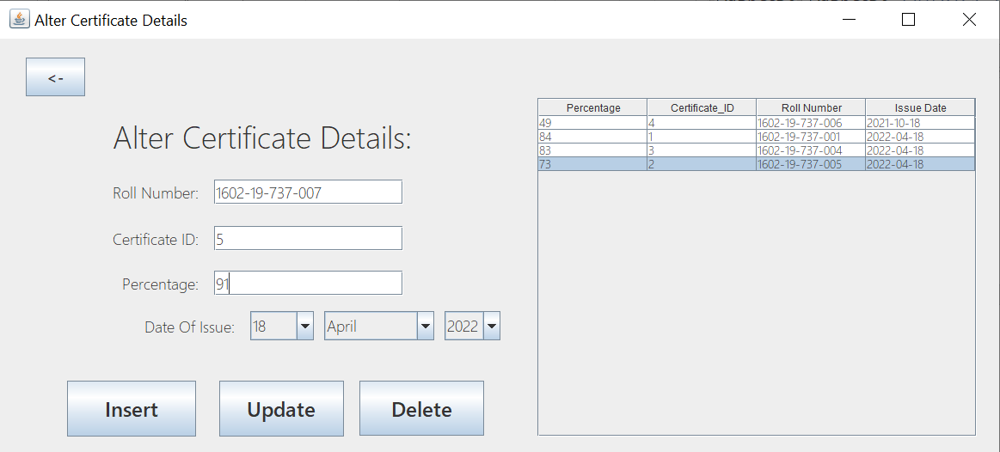 Alter Certificate Details
<-
Alter Certificate Details:
Roll Number: 1602-19-737-007
Certificate ID: 5
Percentage: 91
Date Of Issue: 18 April 2022
Insert Update Delete
Percentage Certificate_ID Roll Number Issue Date
49 4 1602-19-737-006 2021-10-18
84 1 1602-19-737-001 2022-04-18
83 3 1602-19-737-004 2022-04-18
73 2 1602-19-737-005 2022-04-18